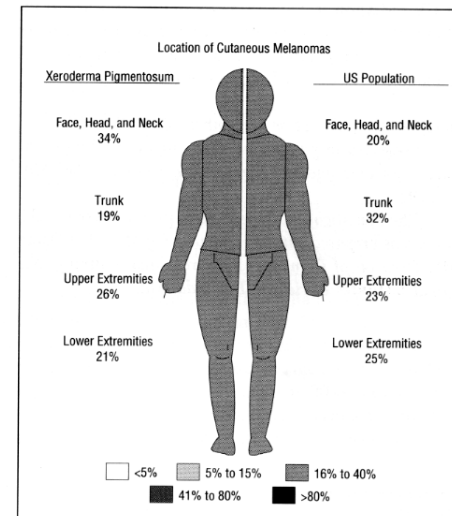 Location of Cutaneous Melanomas
Xeroderma Pigmentosum
US Population
Face, Head, and Neck
34%
Face, Head, and Neck
20%
Trunk
19%
Trunk
32%
Upper Extremities
26%
Upper Extremities
23%
Lower Extremities
21%
Lower Extremities
25%
<5%
5% to 15%
16% to 40%
41% to 80%
>80%